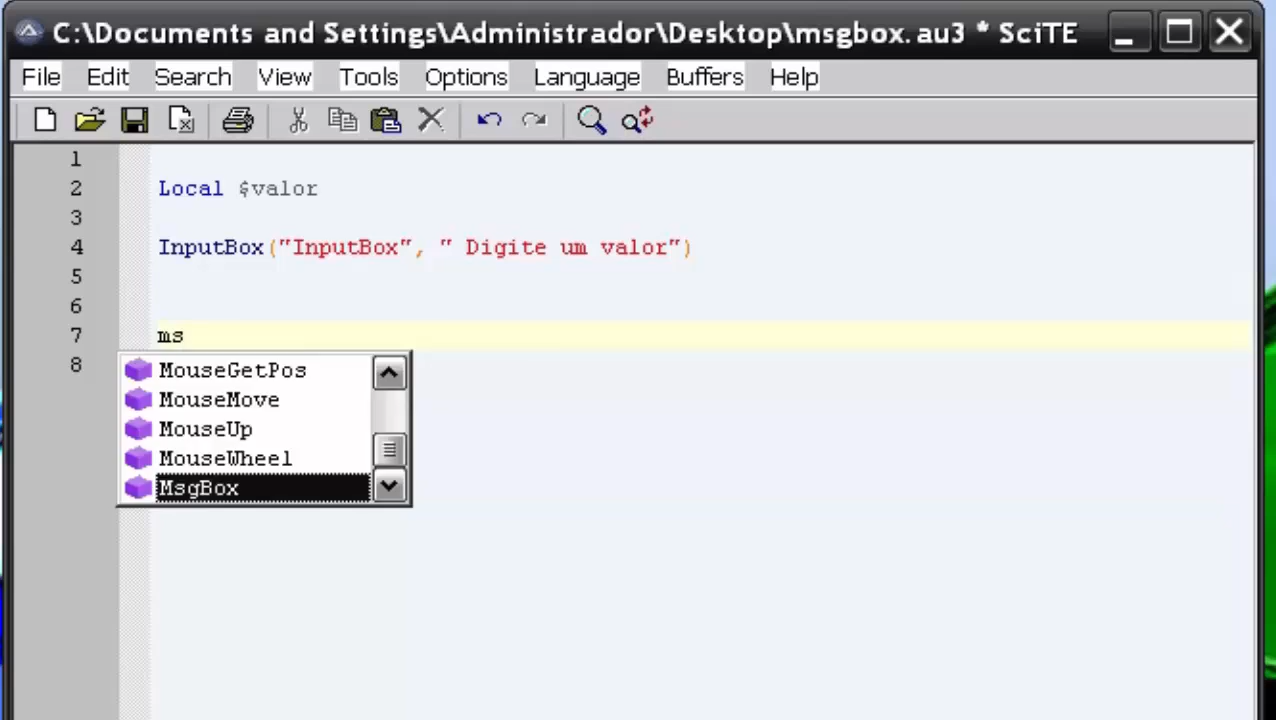 C:\Documents and Settings\Administrador\Desktop\msgbox.au3 * SciTE
File Edit Search View Tools Options Language Buffers Help
1
2 Local $valor
3
4 InputBox("InputBox", " Digite um valor")
5
6
7 ms
8
MouseGetPos
MouseMove
MouseUp
MouseWheel
MsgBox